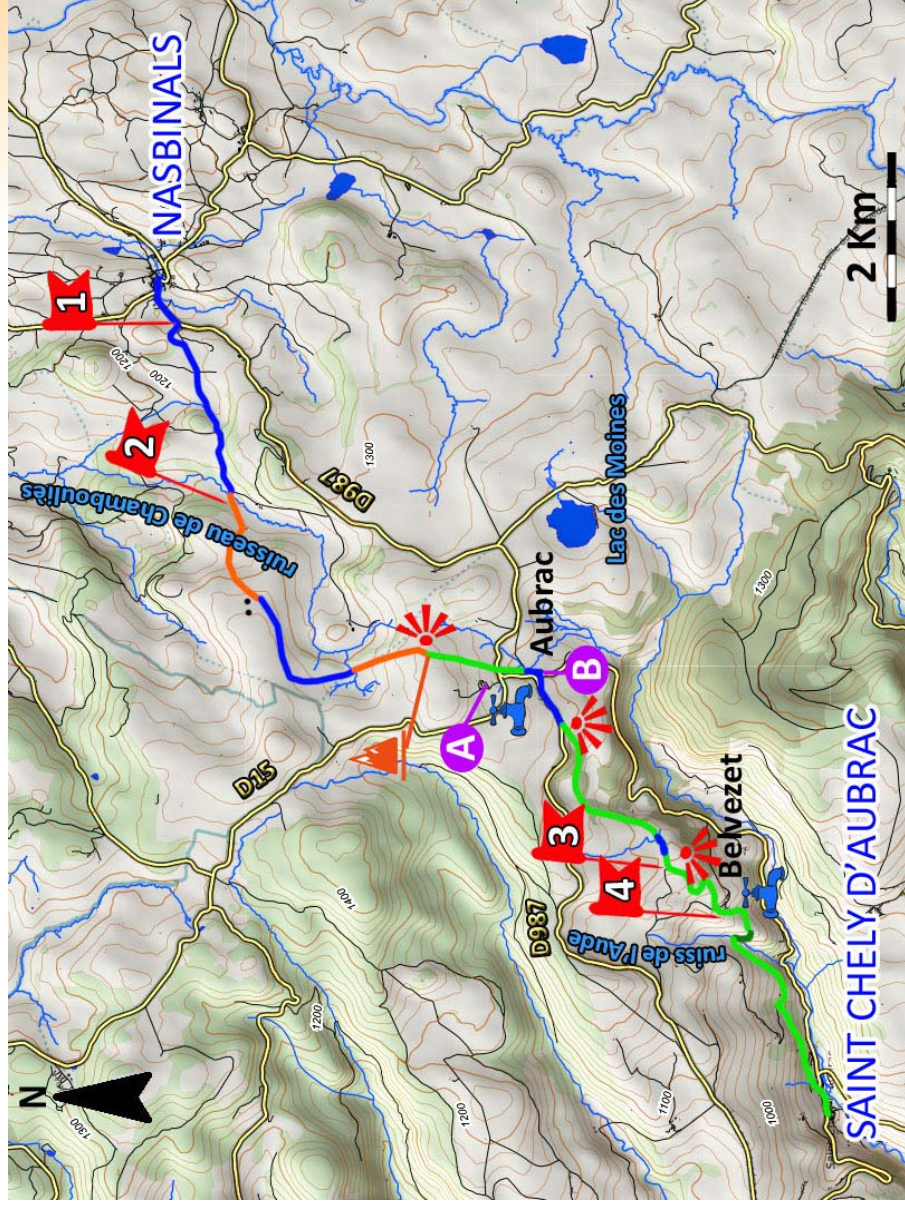 NASBINALS
1
2
1200
1200
ruisseau de Chambouliès
D987
1300
Lac des Moines
2 Km
Aubrac
A
B
D15
1300
3
4
Belvezet
D987
ruiss de l'Aude
SAINT CHELY D'AUBRAC
1400
1200
1200
1100
1000
N
1300